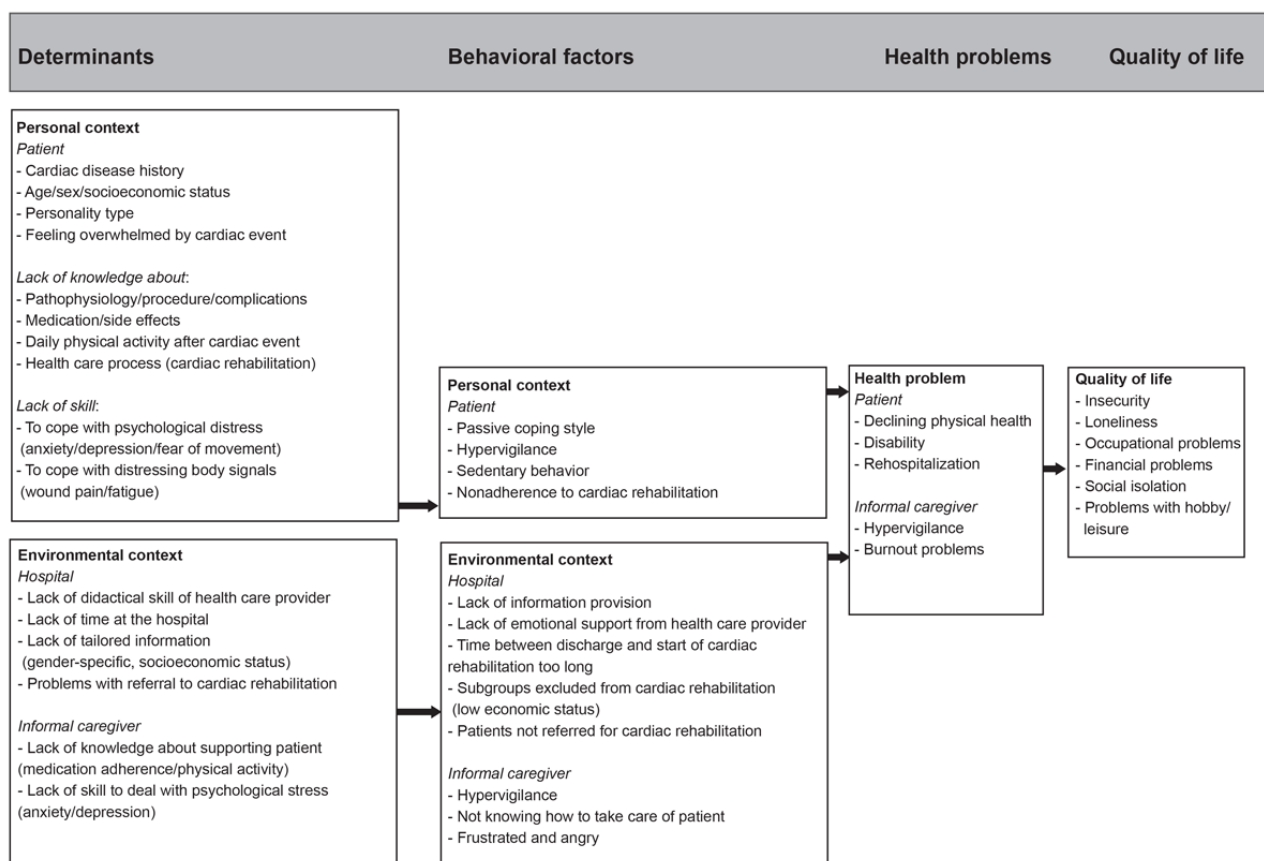 Determinants
Behavioral factors
Health problems
Quality of life
Personal context
Patient
- Cardiac disease history
- Age/sex/socioeconomic status
- Personality type
- Feeling overwhelmed by cardiac event
Lack of knowledge about:
- Pathophysiology/procedure/complications
- Medication/side effects
- Daily physical activity after cardiac event
- Health care process (cardiac rehabilitation)
Lack of skill:
- To cope with psychological distress
(anxiety/depression/fear of movement)
- To cope with distressing body signals
(wound pain/fatigue)
Environmental context
Hospital
- Lack of didactical skill of health care provider
- Lack of time at the hospital
- Lack of tailored information
(gender-specific, socioeconomic status)
- Problems with referral to cardiac rehabilitation
Informal caregiver
- Lack of knowledge about supporting patient
(medication adherence/physical activity)
- Lack of skill to deal with psychological stress
(anxiety/depression)
Personal context
Patient
- Passive coping style
- Hypervigilance
- Sedentary behavior
- Nonadherence to cardiac rehabilitation
Environmental context
Hospital
- Lack of information provision
- Lack of emotional support from health care provider
- Time between discharge and start of cardiac
rehabilitation too long
- Subgroups excluded from cardiac rehabilitation
(low economic status)
- Patients not referred for cardiac rehabilitation
Informal caregiver
- Hypervigilance
- Not knowing how to take care of patient
- Frustrated and angry
Health problem
Patient
- Declining physical health
- Disability
- Rehospitalization
Informal caregiver
- Hypervigilance
- Burnout problems
Quality of life
- Insecurity
- Loneliness
- Occupational problems
- Financial problems
- Social isolation
- Problems with hobby/
leisure